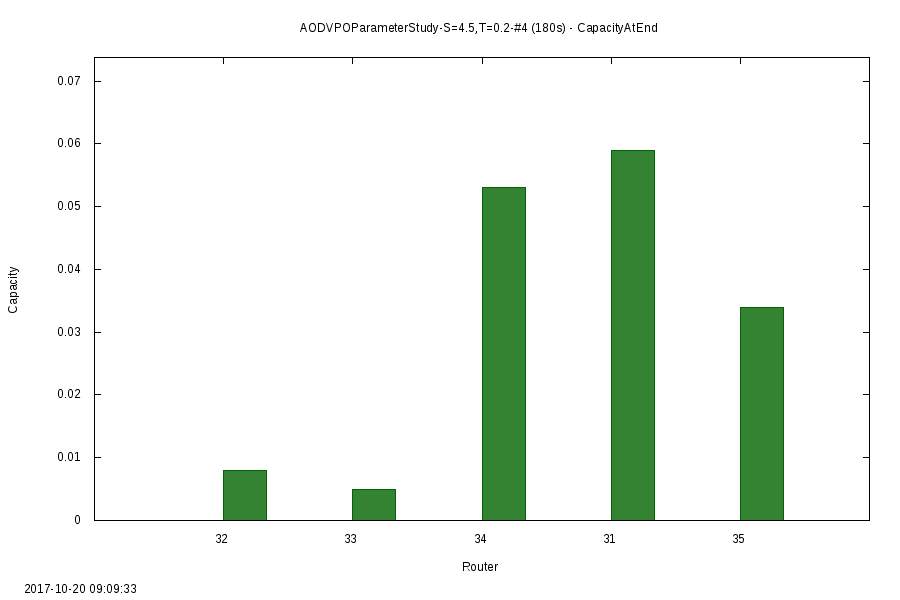 AODVPOParameterStudy-S=4.5,T=0.2-#4 (180s) - CapacityAtEnd
0.07
0.06
0.05
0.04
0.03
0.02
0.01
0
Capacity
32 33 34 31 35
Router
2017-10-20 09:09:33